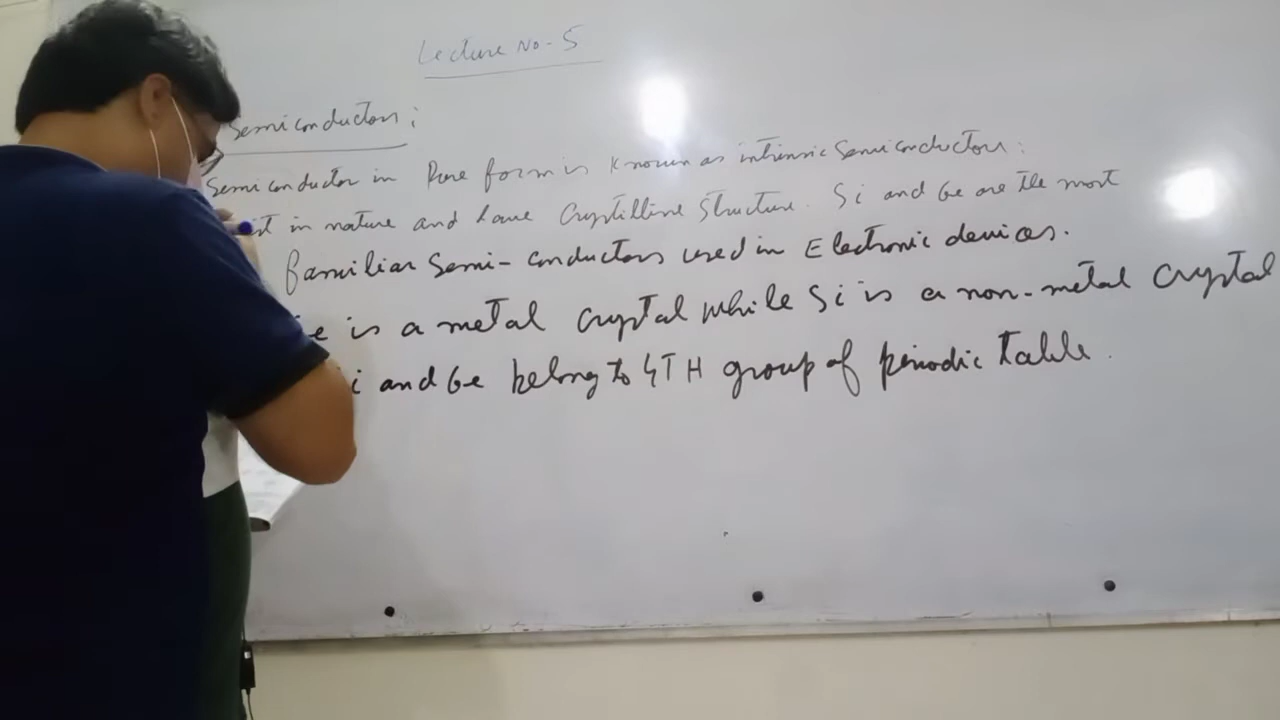 Lecture No-5
Semiconductors:
Semiconductor in Pure form is known as intrinsic Semiconductors:
in nature and have Crystilline Structure. Si and Ge are the most
familiar Semi-conductors used in Electronic devices.
is a metal crystal while Si is a non-metal crystal
and Ge belong to 4TH group of periodic table.